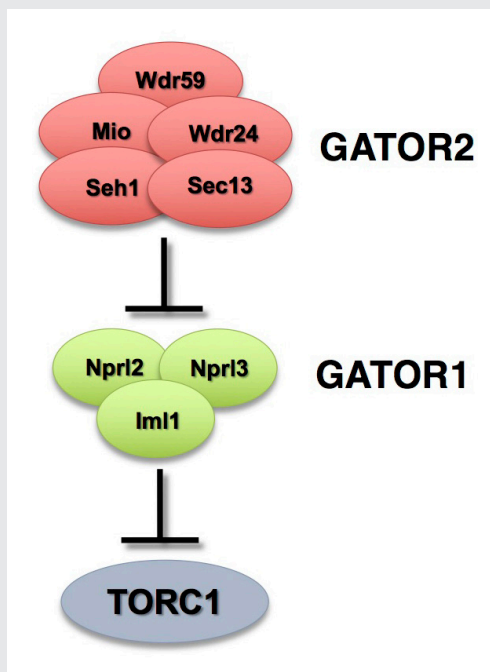 Wdr59
Mio Wdr24
GATOR2
Seh1 Sec13
Nprl2 Nprl3
GATOR1
Iml1
TORC1